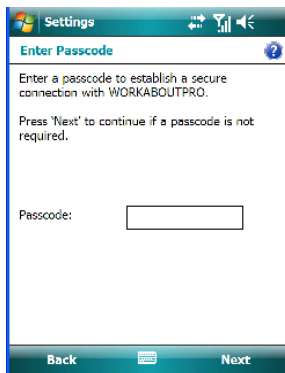 Settings
Enter Passcode
Enter a passcode to establish a secure
connection with WORKABOUTPRO.
Press 'Next' to continue if a passcode is not
required.
Passcode:
Back Next